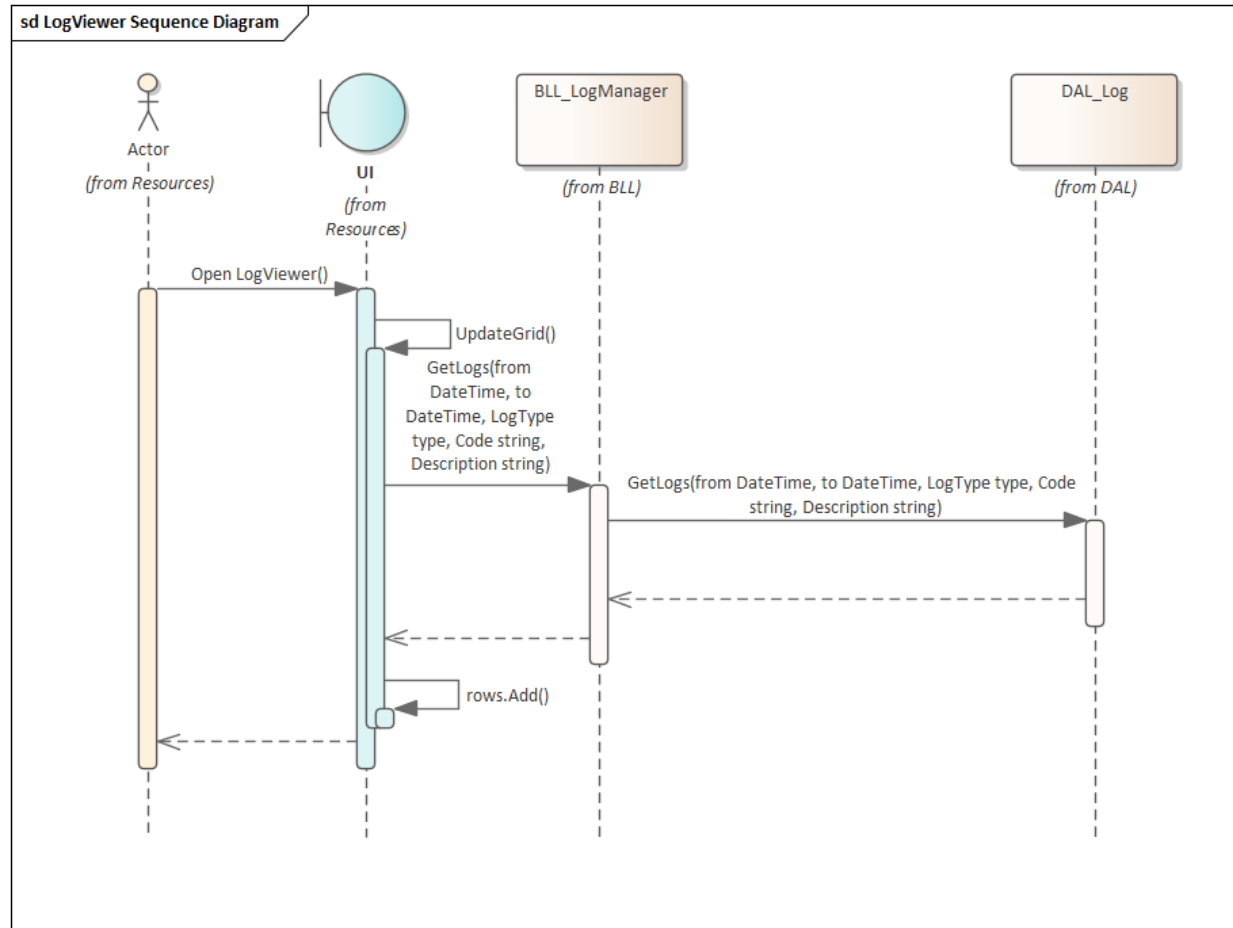 sd LogViewer Sequence Diagram
Actor
(from Resources)
UI
(from
Resources)
BLL_LogManager
(from BLL)
DAL_Log
(from DAL)
Open LogViewer()
UpdateGrid()
GetLogs(from
DateTime, to
DateTime, LogType
type, Code string,
Description string)
GetLogs(from DateTime, to DateTime, LogType type, Code
string, Description string)
rows.Add()